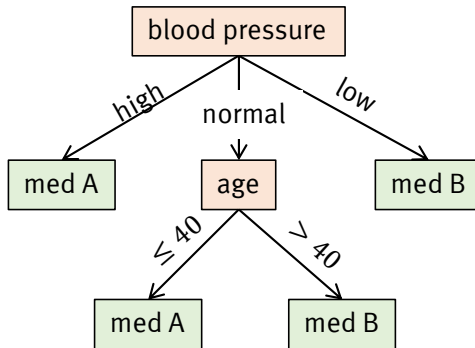 blood pressure
high
normal
low
med A
age
med B
≤ 40
> 40
med A
med B